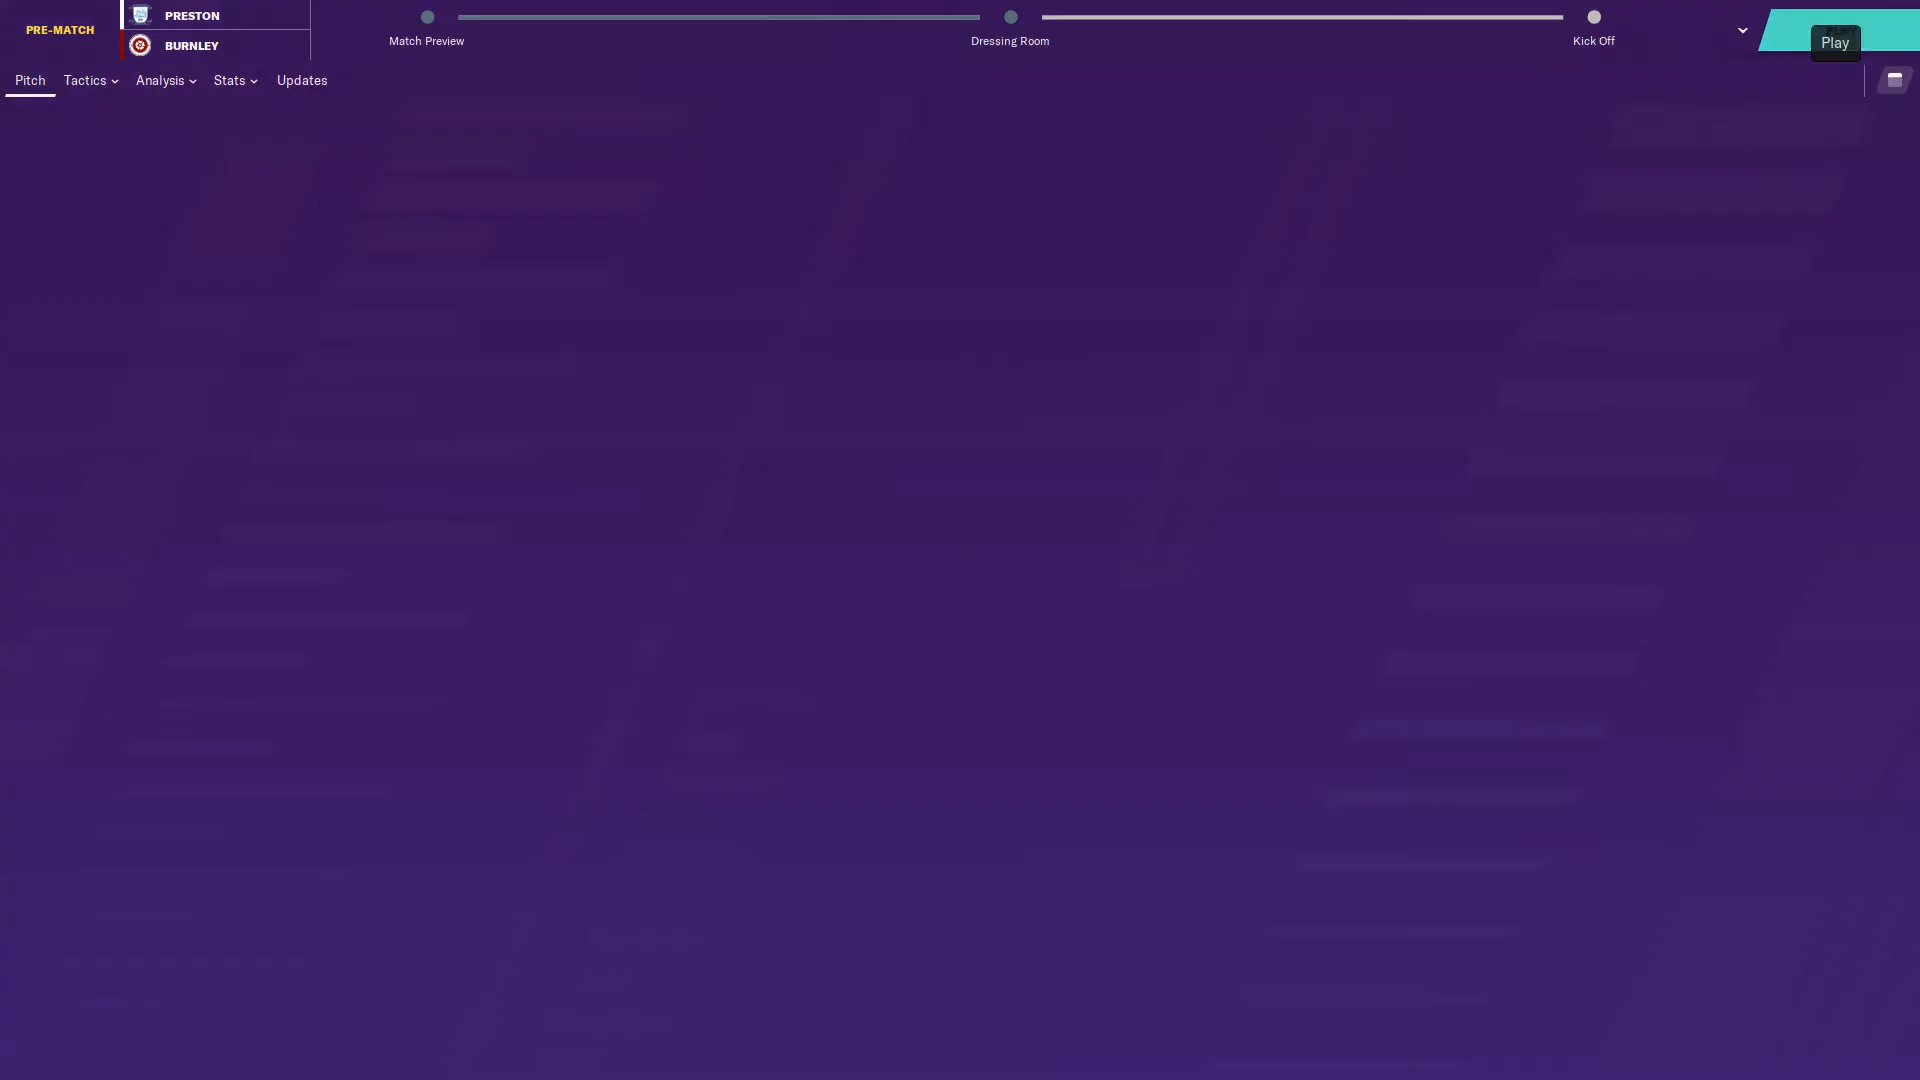 PRE-MATCH
PRESTON
BURNLEY
Match Preview
Dressing Room
Kick Off
Play
Pitch
Tactics
Analysis
Stats
Updates